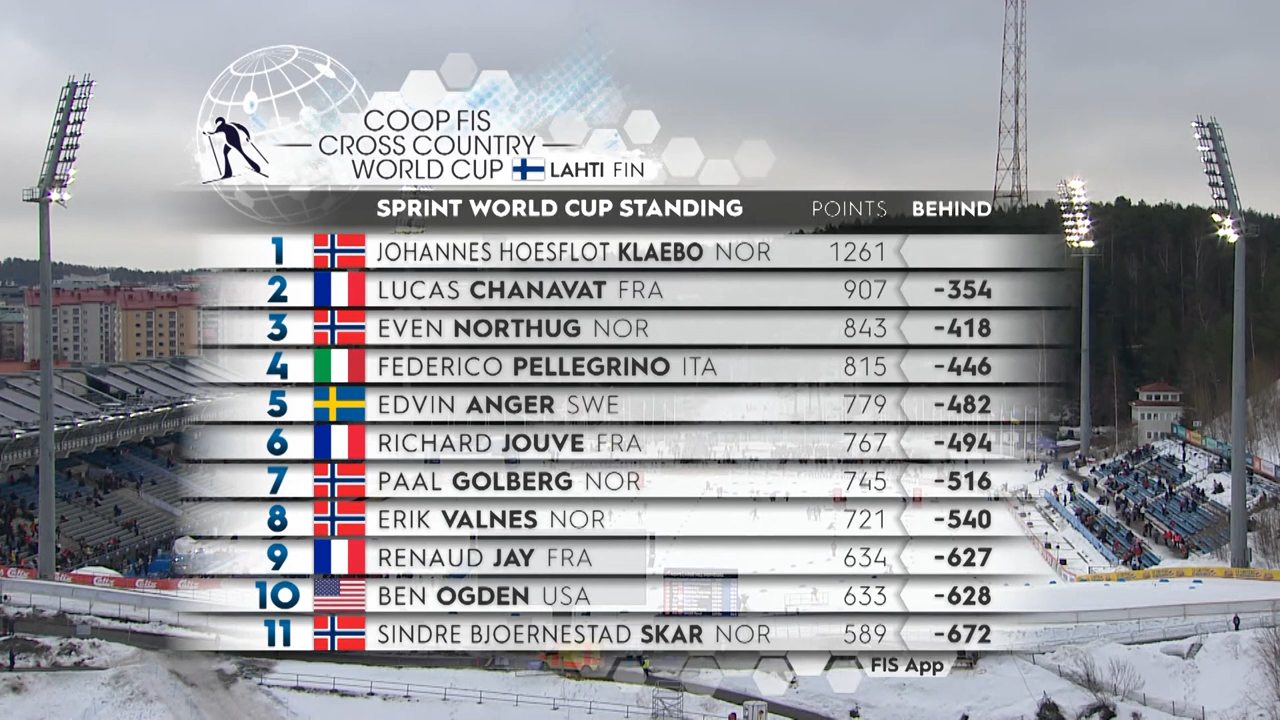 COOP FIS
CROSS COUNTRY
WORLD CUP LAHTI FIN
SPRINT WORLD CUP STANDING POINTS BEHIND
1 JOHANNES HOESFLOT KLAEBO NOR 1261
2 LUCAS CHANAVAT FRA 907 -354
3 EVEN NORTHUG NOR 843 -418
4 FEDERICO PELLEGRINO ITA 815 -446
5 EDVIN ANGER SWE 779 -482
6 RICHARD JOUVE FRA 767 -494
7 PAAL GOLBERG NOR 745 -516
8 ERIK VALNES NOR 721 -540
9 RENAUD JAY FRA 634 -627
10 BEN OGDEN USA 633 -628
11 SINDRE BJOERNESTAD SKAR NOR 589 -672
FIS App